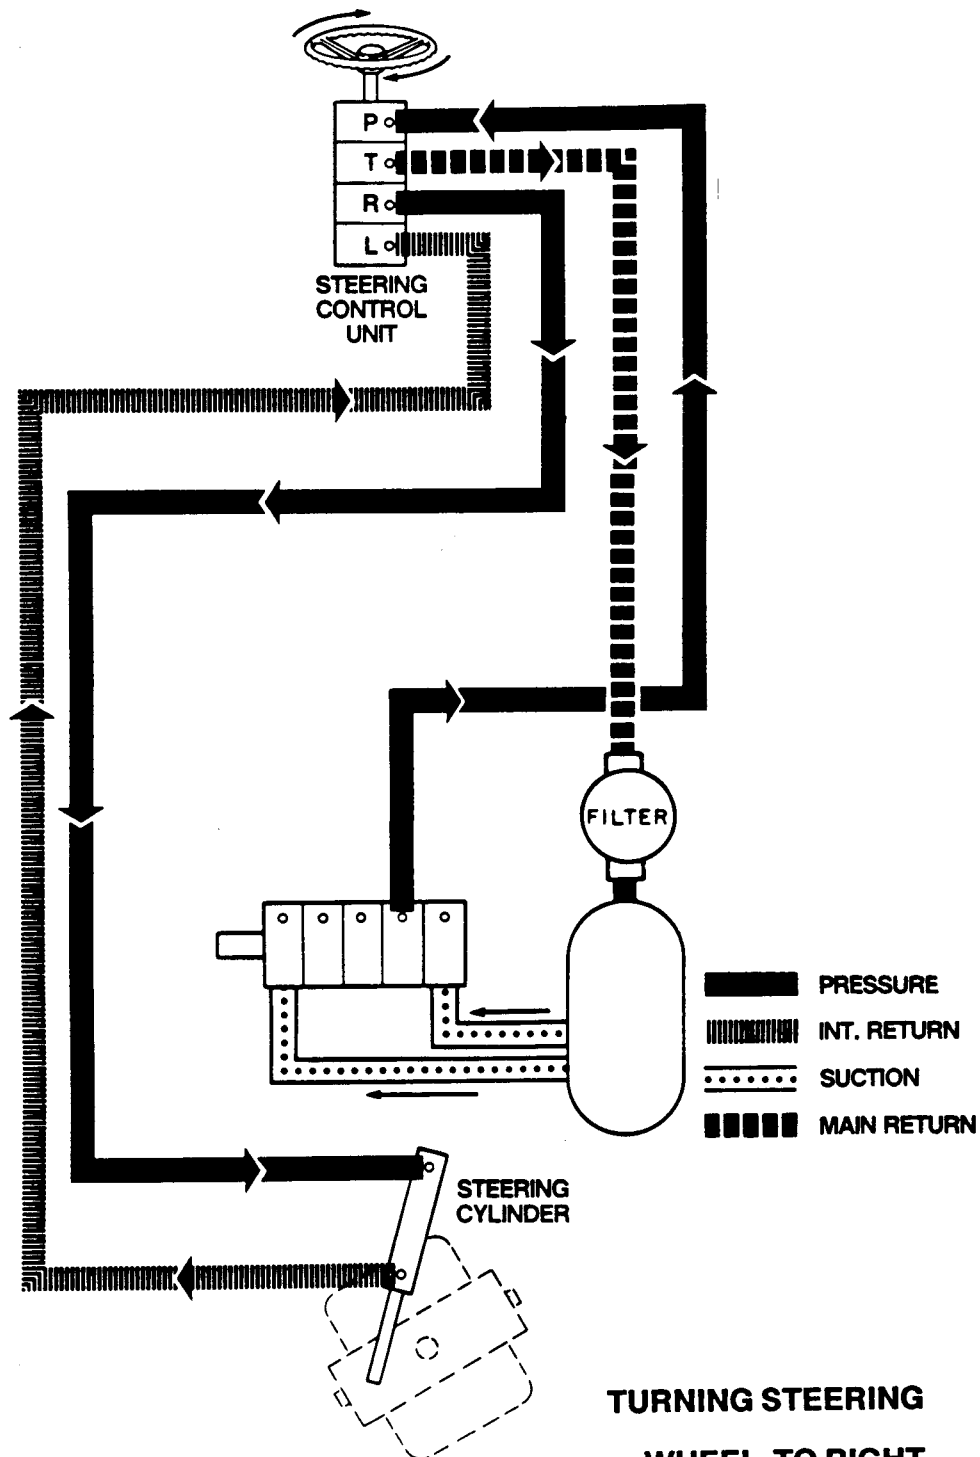 P
T
R
L
STEERING
CONTROL
UNIT
FILTER
PRESSURE
INT. RETURN
SUCTION
MAIN RETURN
STEERING
CYLINDER
TURNING STEERING
WHEEL TO RIGHT